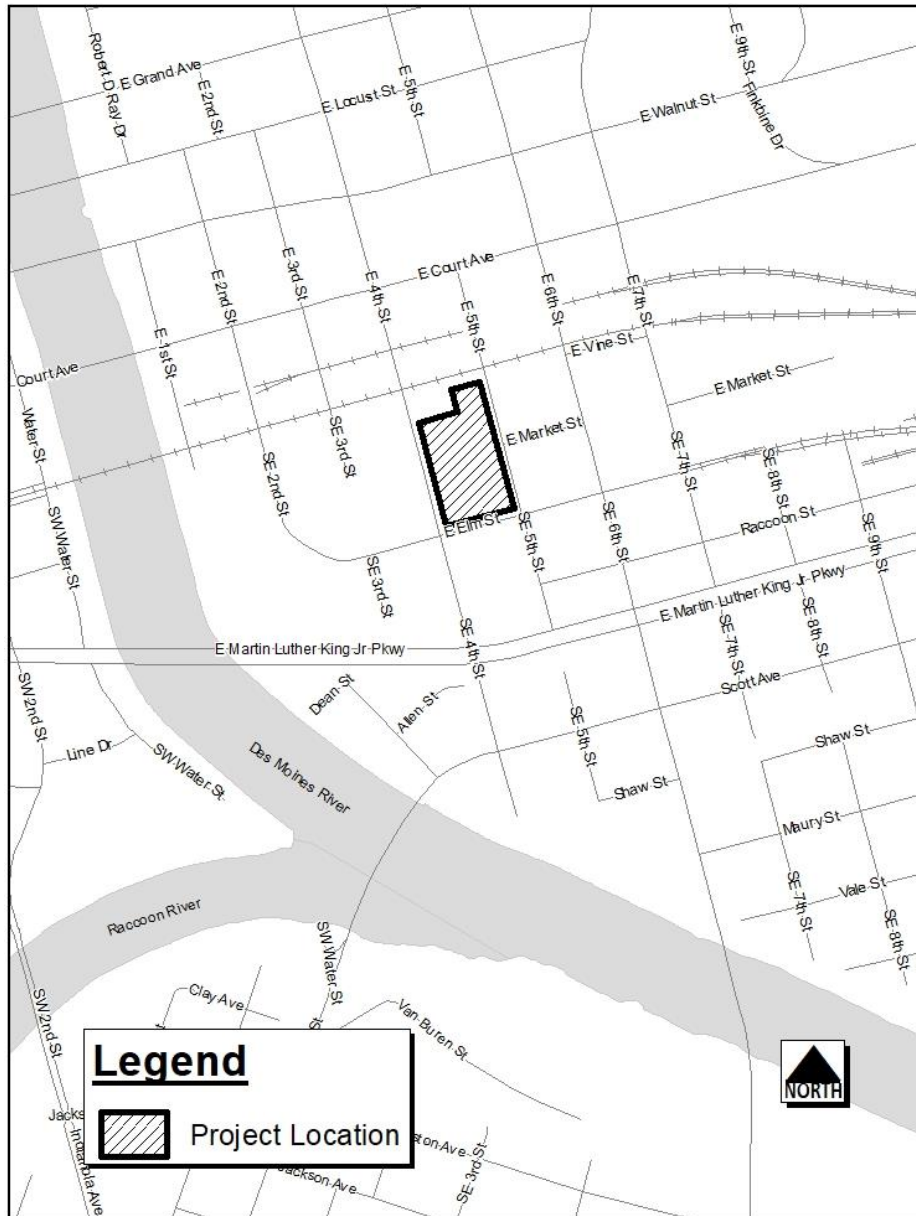 Robert D Ray Dr
E Grand Ave
E 2nd St
E Locust St
E 5th St
E 9th St
Finkbine Dr
E Walnut St
E Court Ave
E 1st St
E 2nd St
E 3rd St
E 4th St
E 5th St
E 6th St
E 7th St
E Vine St
Court Ave
Water St
E Market St
E Market St
SE 3rd St
SE 2nd St
SE 7th St
SE 8th St
SE 9th St
Raccoon St
E Elm St
SE 5th St
SE 6th St
SW Water St
SE 3rd St
E Martin Luther King Jr Pkwy
E Martin Luther King Jr Pkwy
SE 4th St
SE 7th St
SE 8th St
Scott Ave
SW 2nd St
Dean St
Allen St
SE 5th St
Line Dr
SW Water St
Des Moines River
Shaw St
Shaw St
Maury St
Vale St
SE 7th St
SE 8th St
Raccoon River
SW Water St
SW 2nd St
Clay Ave
Van Buren St
St
Legend
Project Location
NORTH
Jacks
Indianola Ave
ston Ave
Jackson Ave
SE 3rd St